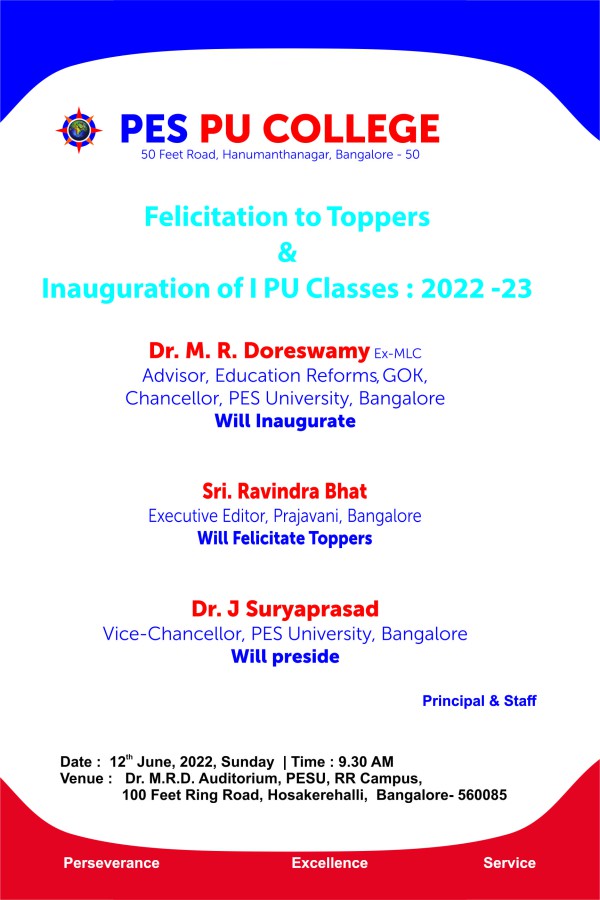 PES PU COLLEGE
50 Feet Road, Hanumanthanagar, Bangalore - 50
Felicitation to Toppers
&
Inauguration of I PU Classes : 2022 -23
Dr. M. R. Doreswamy Ex-MLC
Advisor, Education Reforms, GOK,
Chancellor, PES University, Bangalore
Will Inaugurate
Sri. Ravindra Bhat
Executive Editor, Prajavani, Bangalore
Will Felicitate Toppers
Dr. J Suryaprasad
Vice-Chancellor, PES University, Bangalore
Will preside
Principal & Staff
Date : 12th June, 2022, Sunday | Time : 9.30 AM
Venue : Dr. M.R.D. Auditorium, PESU, RR Campus,
100 Feet Ring Road, Hosakerehalli, Bangalore- 560085
Perseverance Excellence Service